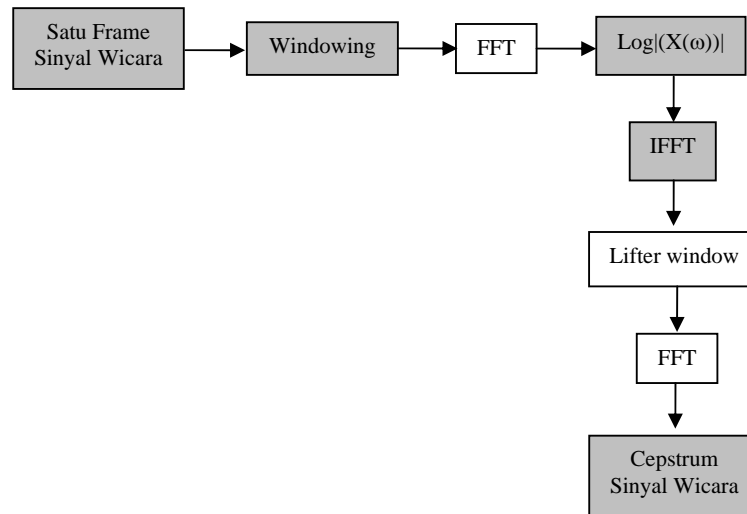 Satu Frame
Sinyal Wicara
Windowing
FFT
Log|(X(ω))|
IFFT
Lifter window
FFT
Cepstrum
Sinyal Wicara